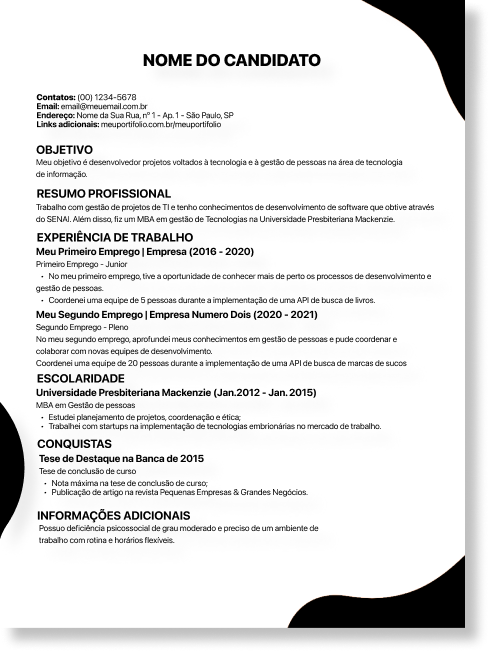 NOME DO CANDIDATO
Contatos: (00) 1234-5678
Email: email@meuemail.com.br
Endereço: Nome da Sua Rua, nº 1 - Ap. 1 - São Paulo, SP
Links adicionais: meuportifolio.com.br/meuportifolio
OBJETIVO
Meu objetivo é desenvolvedor projetos voltados à tecnologia e à gestão de pessoas na área de tecnologia
de informação.
RESUMO PROFISSIONAL
Trabalho com gestão de projetos de TI e tenho conhecimentos de desenvolvimento de software que obtive através
do SENAI. Além disso, fiz um MBA em gestão de Tecnologias na Universidade Presbiteriana Mackenzie.
EXPERIÊNCIA DE TRABALHO
Meu Primeiro Emprego | Empresa (2016 - 2020)
Primeiro Emprego - Junior
• No meu primeiro emprego, tive a oportunidade de conhecer mais de perto os processos de desenvolvimento e
gestão de pessoas.
• Coordenei uma equipe de 5 pessoas durante a implementação de uma API de busca de livros.
Meu Segundo Emprego | Empresa Numero Dois (2020 - 2021)
Segundo Emprego - Pleno
No meu segundo emprego, aprofundei meus conhecimentos em gestão de pessoas e pude coordenar e
colaborar com novas equipes de desenvolvimento.
Coordenei uma equipe de 20 pessoas durante a implementação de uma API de busca de marcas de sucos
ESCOLARIDADE
Universidade Presbiteriana Mackenzie (Jan.2012 - Jan. 2015)
MBA em Gestão de pessoas
• Estudei planejamento de projetos, coordenação e ética;
• Trabalhei com startups na implementação de tecnologias embrionárias no mercado de trabalho.
CONQUISTAS
Tese de Destaque na Banca de 2015
Tese de conclusão de curso
• Nota máxima na tese de conclusão de curso;
• Publicação de artigo na revista Pequenas Empresas & Grandes Negócios.
INFORMAÇÕES ADICIONAIS
Possuo deficiência psicossocial de grau moderado e preciso de um ambiente de
trabalho com rotina e horários flexíveis.